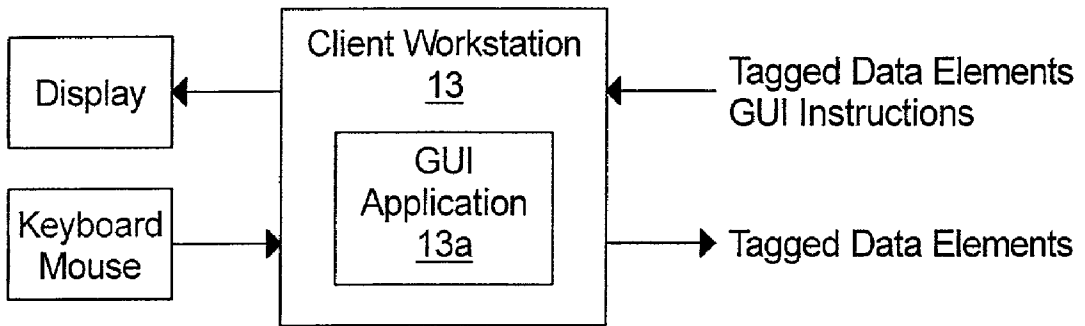 Display
Keyboard
Mouse
Client Workstation
13
GUI
Application
13a
Tagged Data Elements
GUI Instructions
Tagged Data Elements